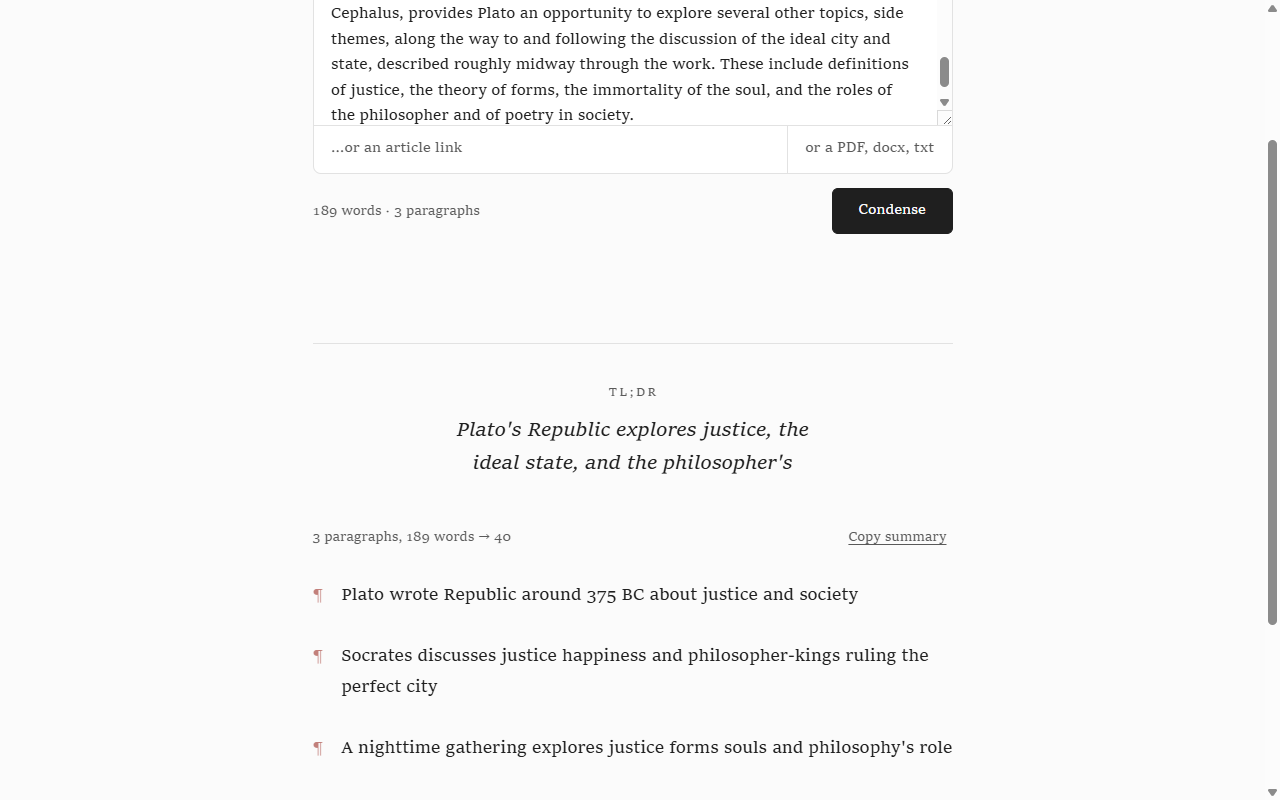 Cephalus, provides Plato an opportunity to explore several other topics, side
themes, along the way to and following the discussion of the ideal city and
state, described roughly midway through the work. These include definitions
of justice, the theory of forms, the immortality of the soul, and the roles of
the philosopher and of poetry in society.
...or an article link
or a PDF, docx, txt
189 words · 3 paragraphs
Condense
TL;DR
Plato's Republic explores justice, the
ideal state, and the philosopher's
3 paragraphs, 189 words → 40
Copy summary
¶ Plato wrote Republic around 375 BC about justice and society
¶ Socrates discusses justice happiness and philosopher-kings ruling the
perfect city
¶ A nighttime gathering explores justice forms souls and philosophy's role